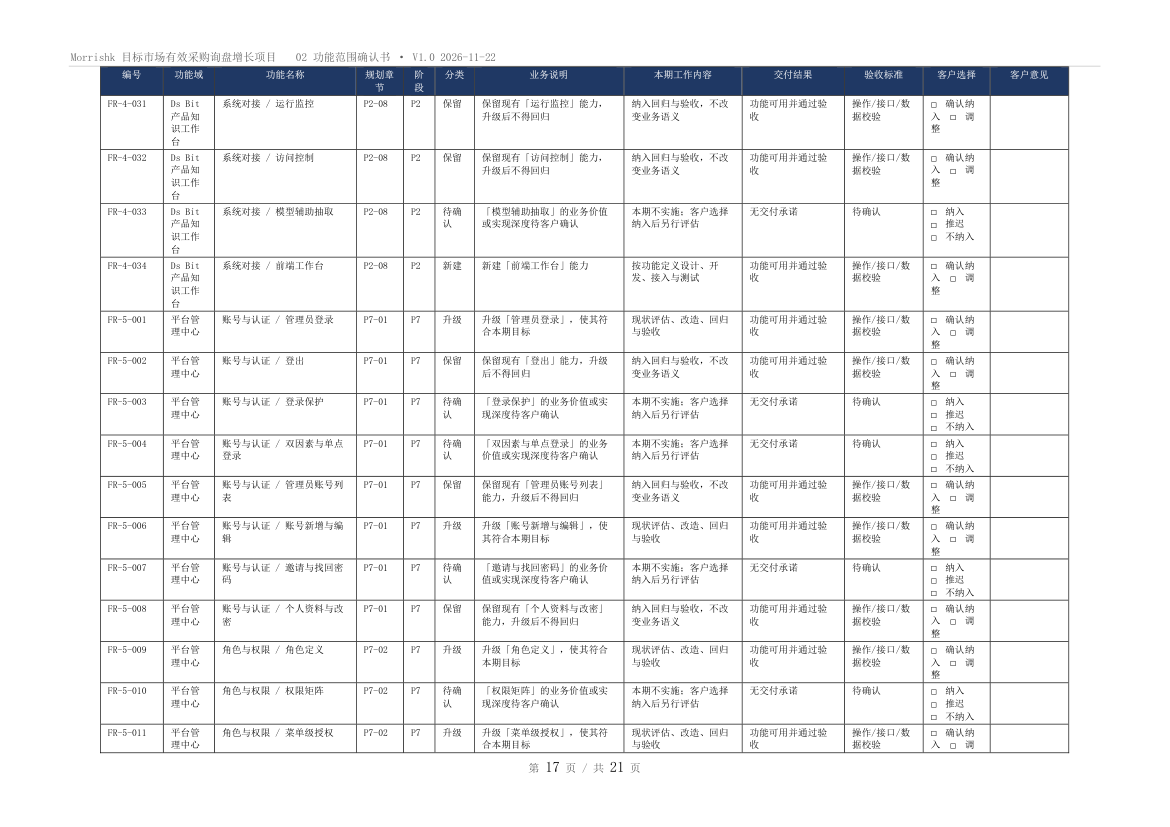 Morrishk 目标市场有效采购询盘增长项目 02 功能范围确认书 • V1.0 2026-11-22
编号 功能域 功能名称 规划章节 阶段 分类 业务说明 本期工作内容 交付结果 验收标准 客户选择 客户意见
FR-4-031 Ds Bit 产品知识工作台 系统对接 / 运行监控 P2-08 P2 保留 保留现有「运行监控」能力，升级后不得回归 纳入回归与验收，不改变业务语义 功能可用并通过验收 操作/接口/数据校验 □ 确认纳入 □ 调整
FR-4-032 Ds Bit 产品知识工作台 系统对接 / 访问控制 P2-08 P2 保留 保留现有「访问控制」能力，升级后不得回归 纳入回归与验收，不改变业务语义 功能可用并通过验收 操作/接口/数据校验 □ 确认纳入 □ 调整
FR-4-033 Ds Bit 产品知识工作台 系统对接 / 模型辅助抽取 P2-08 P2 待确认 「模型辅助抽取」的业务价值或实现深度待客户确认 本期不实施；客户选择纳入后另行评估 无交付承诺 待确认 □ 纳入 □ 推迟 □ 不纳入
FR-4-034 Ds Bit 产品知识工作台 系统对接 / 前端工作台 P2-08 P2 新建 新建「前端工作台」能力 按功能定义设计、开发、接入与测试 功能可用并通过验收 操作/接口/数据校验 □ 确认纳入 □ 调整
FR-5-001 平台管理中心 账号与认证 / 管理员登录 P7-01 P7 升级 升级「管理员登录」，使其符合本期目标 现状评估、改造、回归与验收 功能可用并通过验收 操作/接口/数据校验 □ 确认纳入 □ 调整
FR-5-002 平台管理中心 账号与认证 / 登出 P7-01 P7 保留 保留现有「登出」能力，升级后不得回归 纳入回归与验收，不改变业务语义 功能可用并通过验收 操作/接口/数据校验 □ 确认纳入 □ 调整
FR-5-003 平台管理中心 账号与认证 / 登录保护 P7-01 P7 待确认 「登录保护」的业务价值或实现深度待客户确认 本期不实施；客户选择纳入后另行评估 无交付承诺 待确认 □ 纳入 □ 推迟 □ 不纳入
FR-5-004 平台管理中心 账号与认证 / 双因素与单点登录 P7-01 P7 待确认 「双因素与单点登录」的业务价值或实现深度待客户确认 本期不实施；客户选择纳入后另行评估 无交付承诺 待确认 □ 纳入 □ 推迟 □ 不纳入
FR-5-005 平台管理中心 账号与认证 / 管理员账号列表 P7-01 P7 保留 保留现有「管理员账号列表」能力，升级后不得回归 纳入回归与验收，不改变业务语义 功能可用并通过验收 操作/接口/数据校验 □ 确认纳入 □ 调整
FR-5-006 平台管理中心 账号与认证 / 账号新增与编辑 P7-01 P7 升级 升级「账号新增与编辑」，使其符合本期目标 现状评估、改造、回归与验收 功能可用并通过验收 操作/接口/数据校验 □ 确认纳入 □ 调整
FR-5-007 平台管理中心 账号与认证 / 邀请与找回密码 P7-01 P7 待确认 「邀请与找回密码」的业务价值或实现深度待客户确认 本期不实施；客户选择纳入后另行评估 无交付承诺 待确认 □ 纳入 □ 推迟 □ 不纳入
FR-5-008 平台管理中心 账号与认证 / 个人资料与改密 P7-01 P7 保留 保留现有「个人资料与改密」能力，升级后不得回归 纳入回归与验收，不改变业务语义 功能可用并通过验收 操作/接口/数据校验 □ 确认纳入 □ 调整
FR-5-009 平台管理中心 角色与权限 / 角色定义 P7-02 P7 升级 升级「角色定义」，使其符合本期目标 现状评估、改造、回归与验收 功能可用并通过验收 操作/接口/数据校验 □ 确认纳入 □ 调整
FR-5-010 平台管理中心 角色与权限 / 权限矩阵 P7-02 P7 待确认 「权限矩阵」的业务价值或实现深度待客户确认 本期不实施；客户选择纳入后另行评估 无交付承诺 待确认 □ 纳入 □ 推迟 □ 不纳入
FR-5-011 平台管理中心 角色与权限 / 菜单级授权 P7-02 P7 升级 升级「菜单级授权」，使其符合本期目标 现状评估、改造、回归与验收 功能可用并通过验收 操作/接口/数据校验 □ 确认纳入 □ 调
第 17 页 / 共 21 页